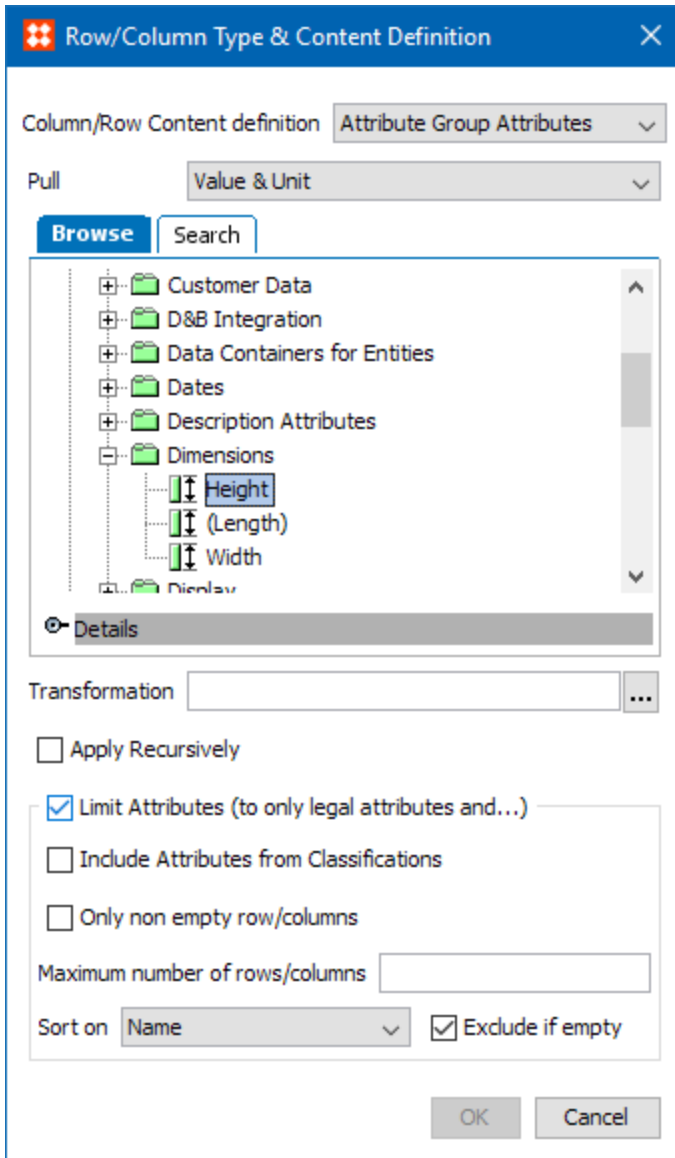 Row/Column Type & Content Definition
Column/Row Content definition Attribute Group Attributes
Pull Value & Unit
Browse Search
Customer Data
D&B Integration
Data Containers for Entities
Dates
Description Attributes
Dimensions
Height
(Length)
Width
Display
Details
Transformation ...
Apply Recursively
Limit Attributes (to only legal attributes and...)
Include Attributes from Classifications
Only non empty row/columns
Maximum number of rows/columns
Sort on Name Exclude if empty
OK Cancel